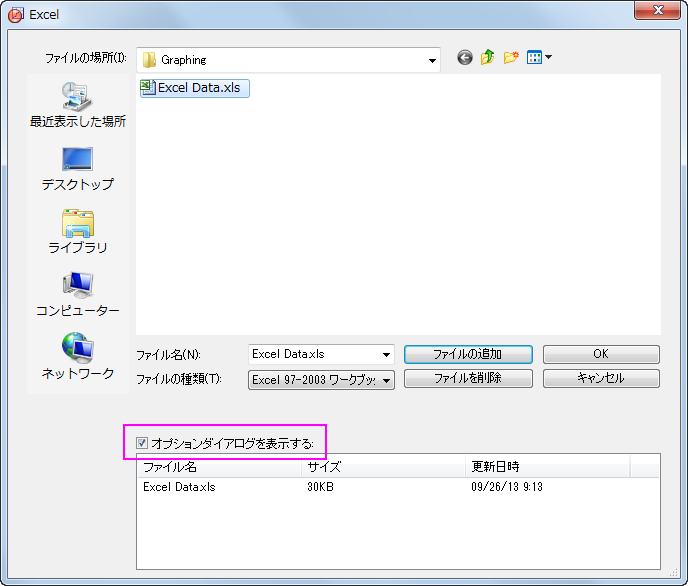 Excel
ファイルの場所(I):
Graphing
Excel Data.xls
最近表示した場所
デスクトップ
ライブラリ
コンピューター
ネットワーク
ファイル名(N):
Excel Data.xls
ファイルの追加
OK
ファイルの種類(T):
Excel 97-2003 ワークブッ
ファイルを削除
キャンセル
オプションダイアログを表示する:
ファイル名 サイズ 更新日時
Excel Data.xls 30KB 09/26/13 9:13